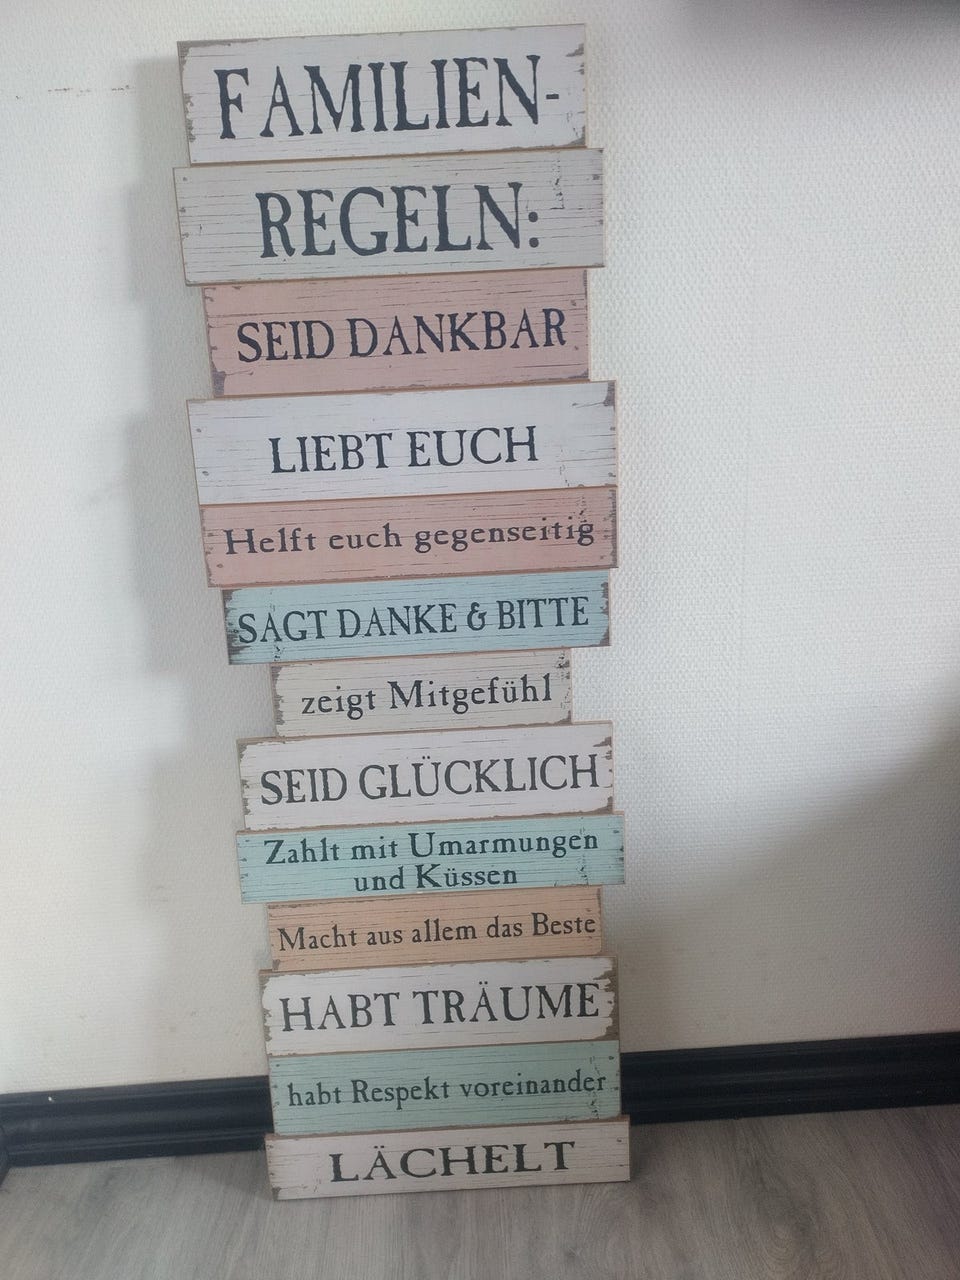 FAMILIEN-
REGELN:
SEID DANKBAR
LIEBT EUCH
Helft euch gegenseitig
SAGT DANKE & BITTE
zeigt Mitgefühl
SEID GLÜCKLICH
Zahlt mit Umarmungen
und Küssen
Macht aus allem das Beste
HABT TRÄUME
habt Respekt voreinander
LÄCHELT